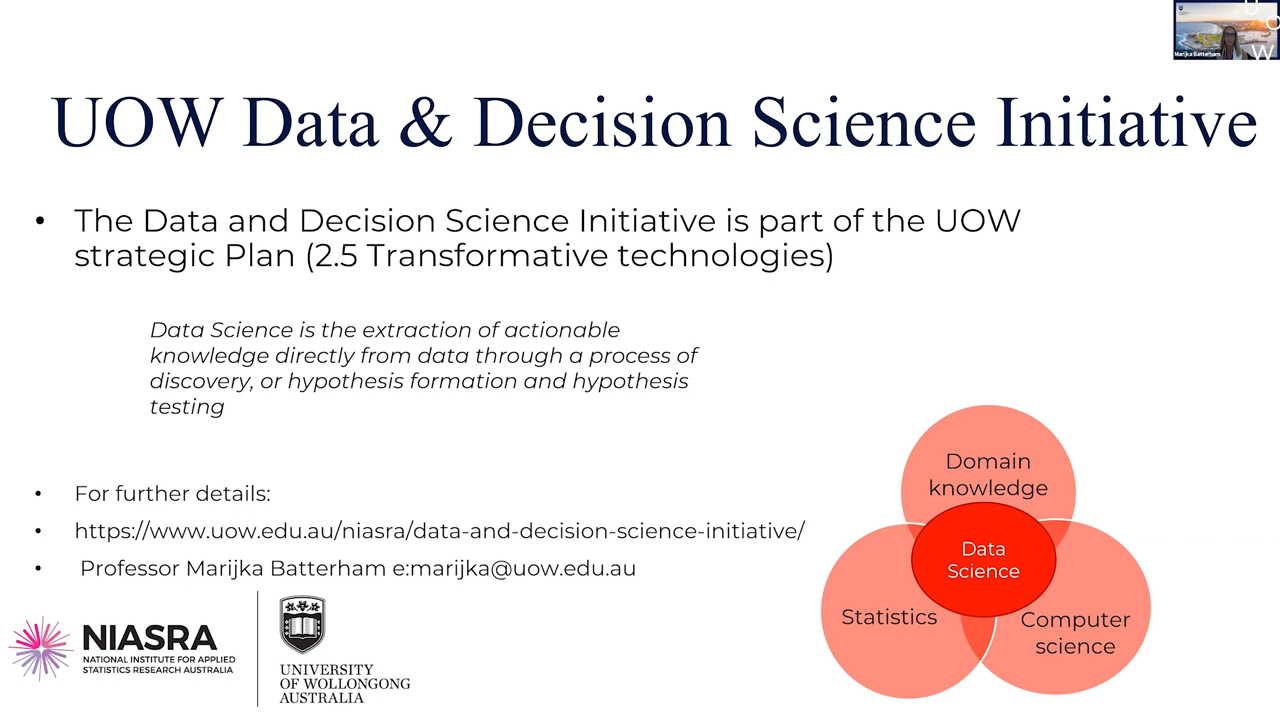 UOW
Marijka Batterham
UOW Data & Decision Science Initiative
• The Data and Decision Science Initiative is part of the UOW
strategic Plan (2.5 Transformative technologies)
Data Science is the extraction of actionable
knowledge directly from data through a process of
discovery, or hypothesis formation and hypothesis
testing
• For further details:
• https://www.uow.edu.au/niasra/data-and-decision-science-initiative/
• Professor Marijka Batterham e:marijka@uow.edu.au
Domain
knowledge
Data
Science
Statistics
Computer
science
NIASRA
NATIONAL INSTITUTE FOR APPLIED
STATISTICS RESEARCH AUSTRALIA
UNIVERSITY
OF WOLLONGONG
AUSTRALIA